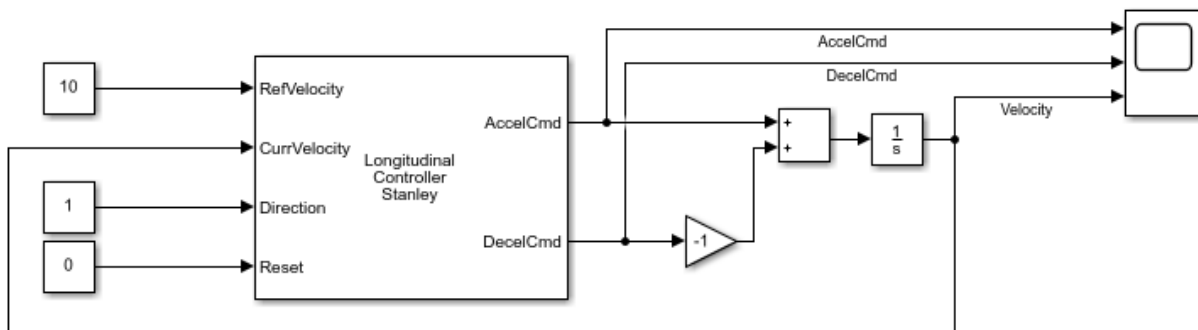 AccelCmd
DecelCmd
Velocity
10
RefVelocity
AccelCmd
+
+
1
s
CurrVelocity
Longitudinal
Controller
Stanley
1
Direction
DecelCmd
-1
0
Reset